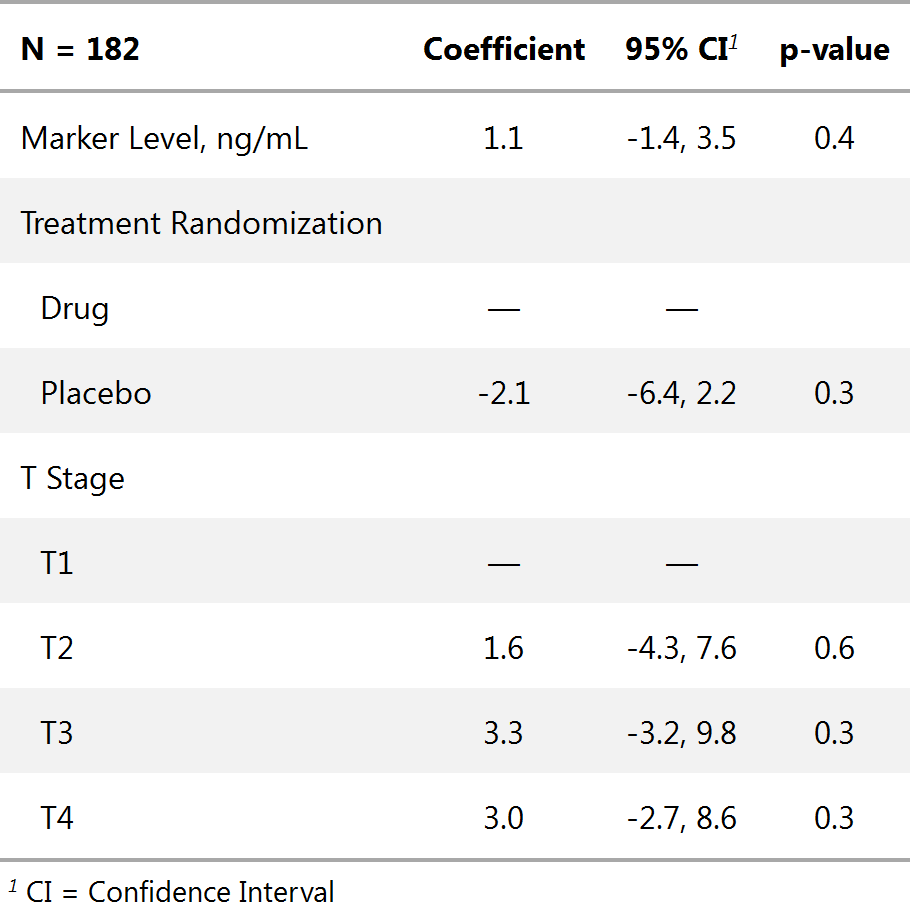 N = 182 Coefficient 95% CI1 p-value
Marker Level, ng/mL 1.1 -1.4, 3.5 0.4
Treatment Randomization
Drug — —
Placebo -2.1 -6.4, 2.2 0.3
T Stage
T1 — —
T2 1.6 -4.3, 7.6 0.6
T3 3.3 -3.2, 9.8 0.3
T4 3.0 -2.7, 8.6 0.3
1 CI = Confidence Interval